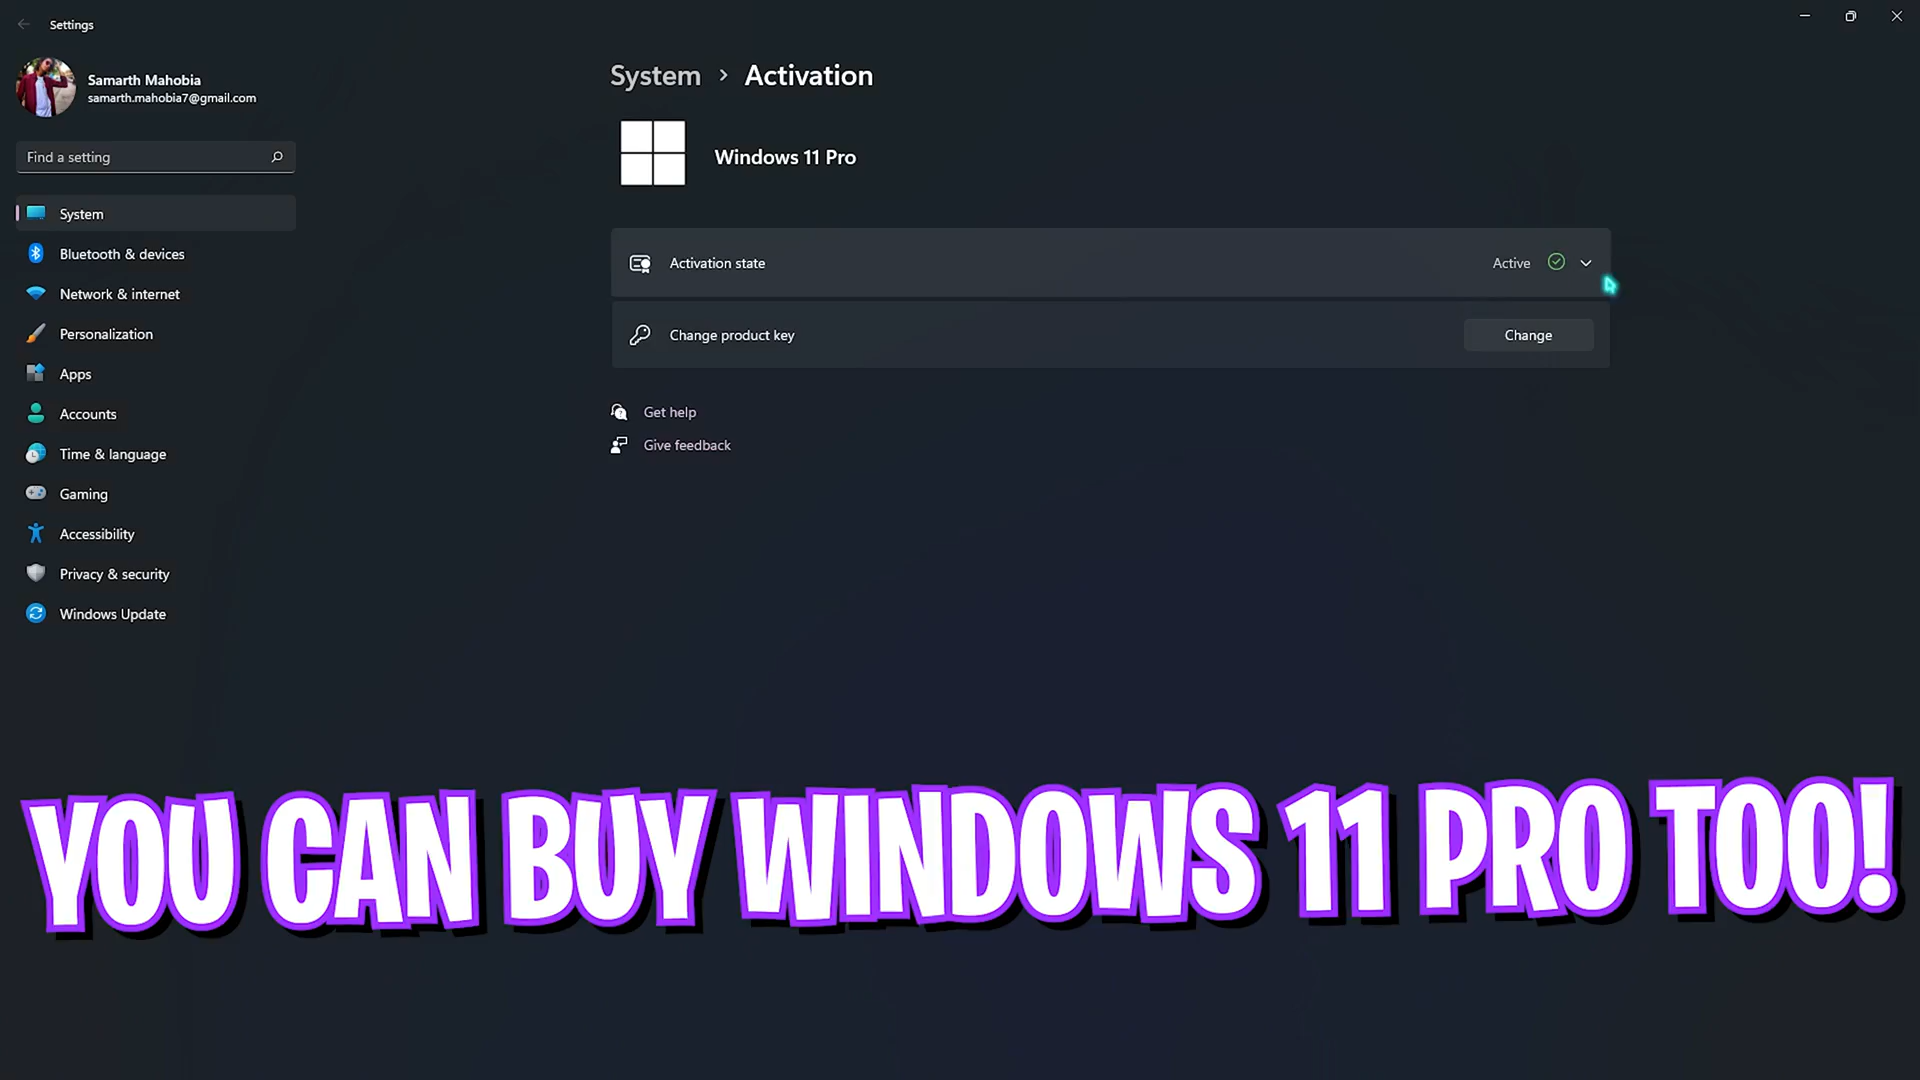 Settings
Samarth Mahobia
samarth.mahobia7@gmail.com
Find a setting
System
Bluetooth & devices
Network & internet
Personalization
Apps
Accounts
Time & language
Gaming
Accessibility
Privacy & security
Windows Update
System > Activation
Windows 11 Pro
Activation state Active
Change product key Change
Get help
Give feedback
YOU CAN BUY WINDOWS 11 PRO TOO!